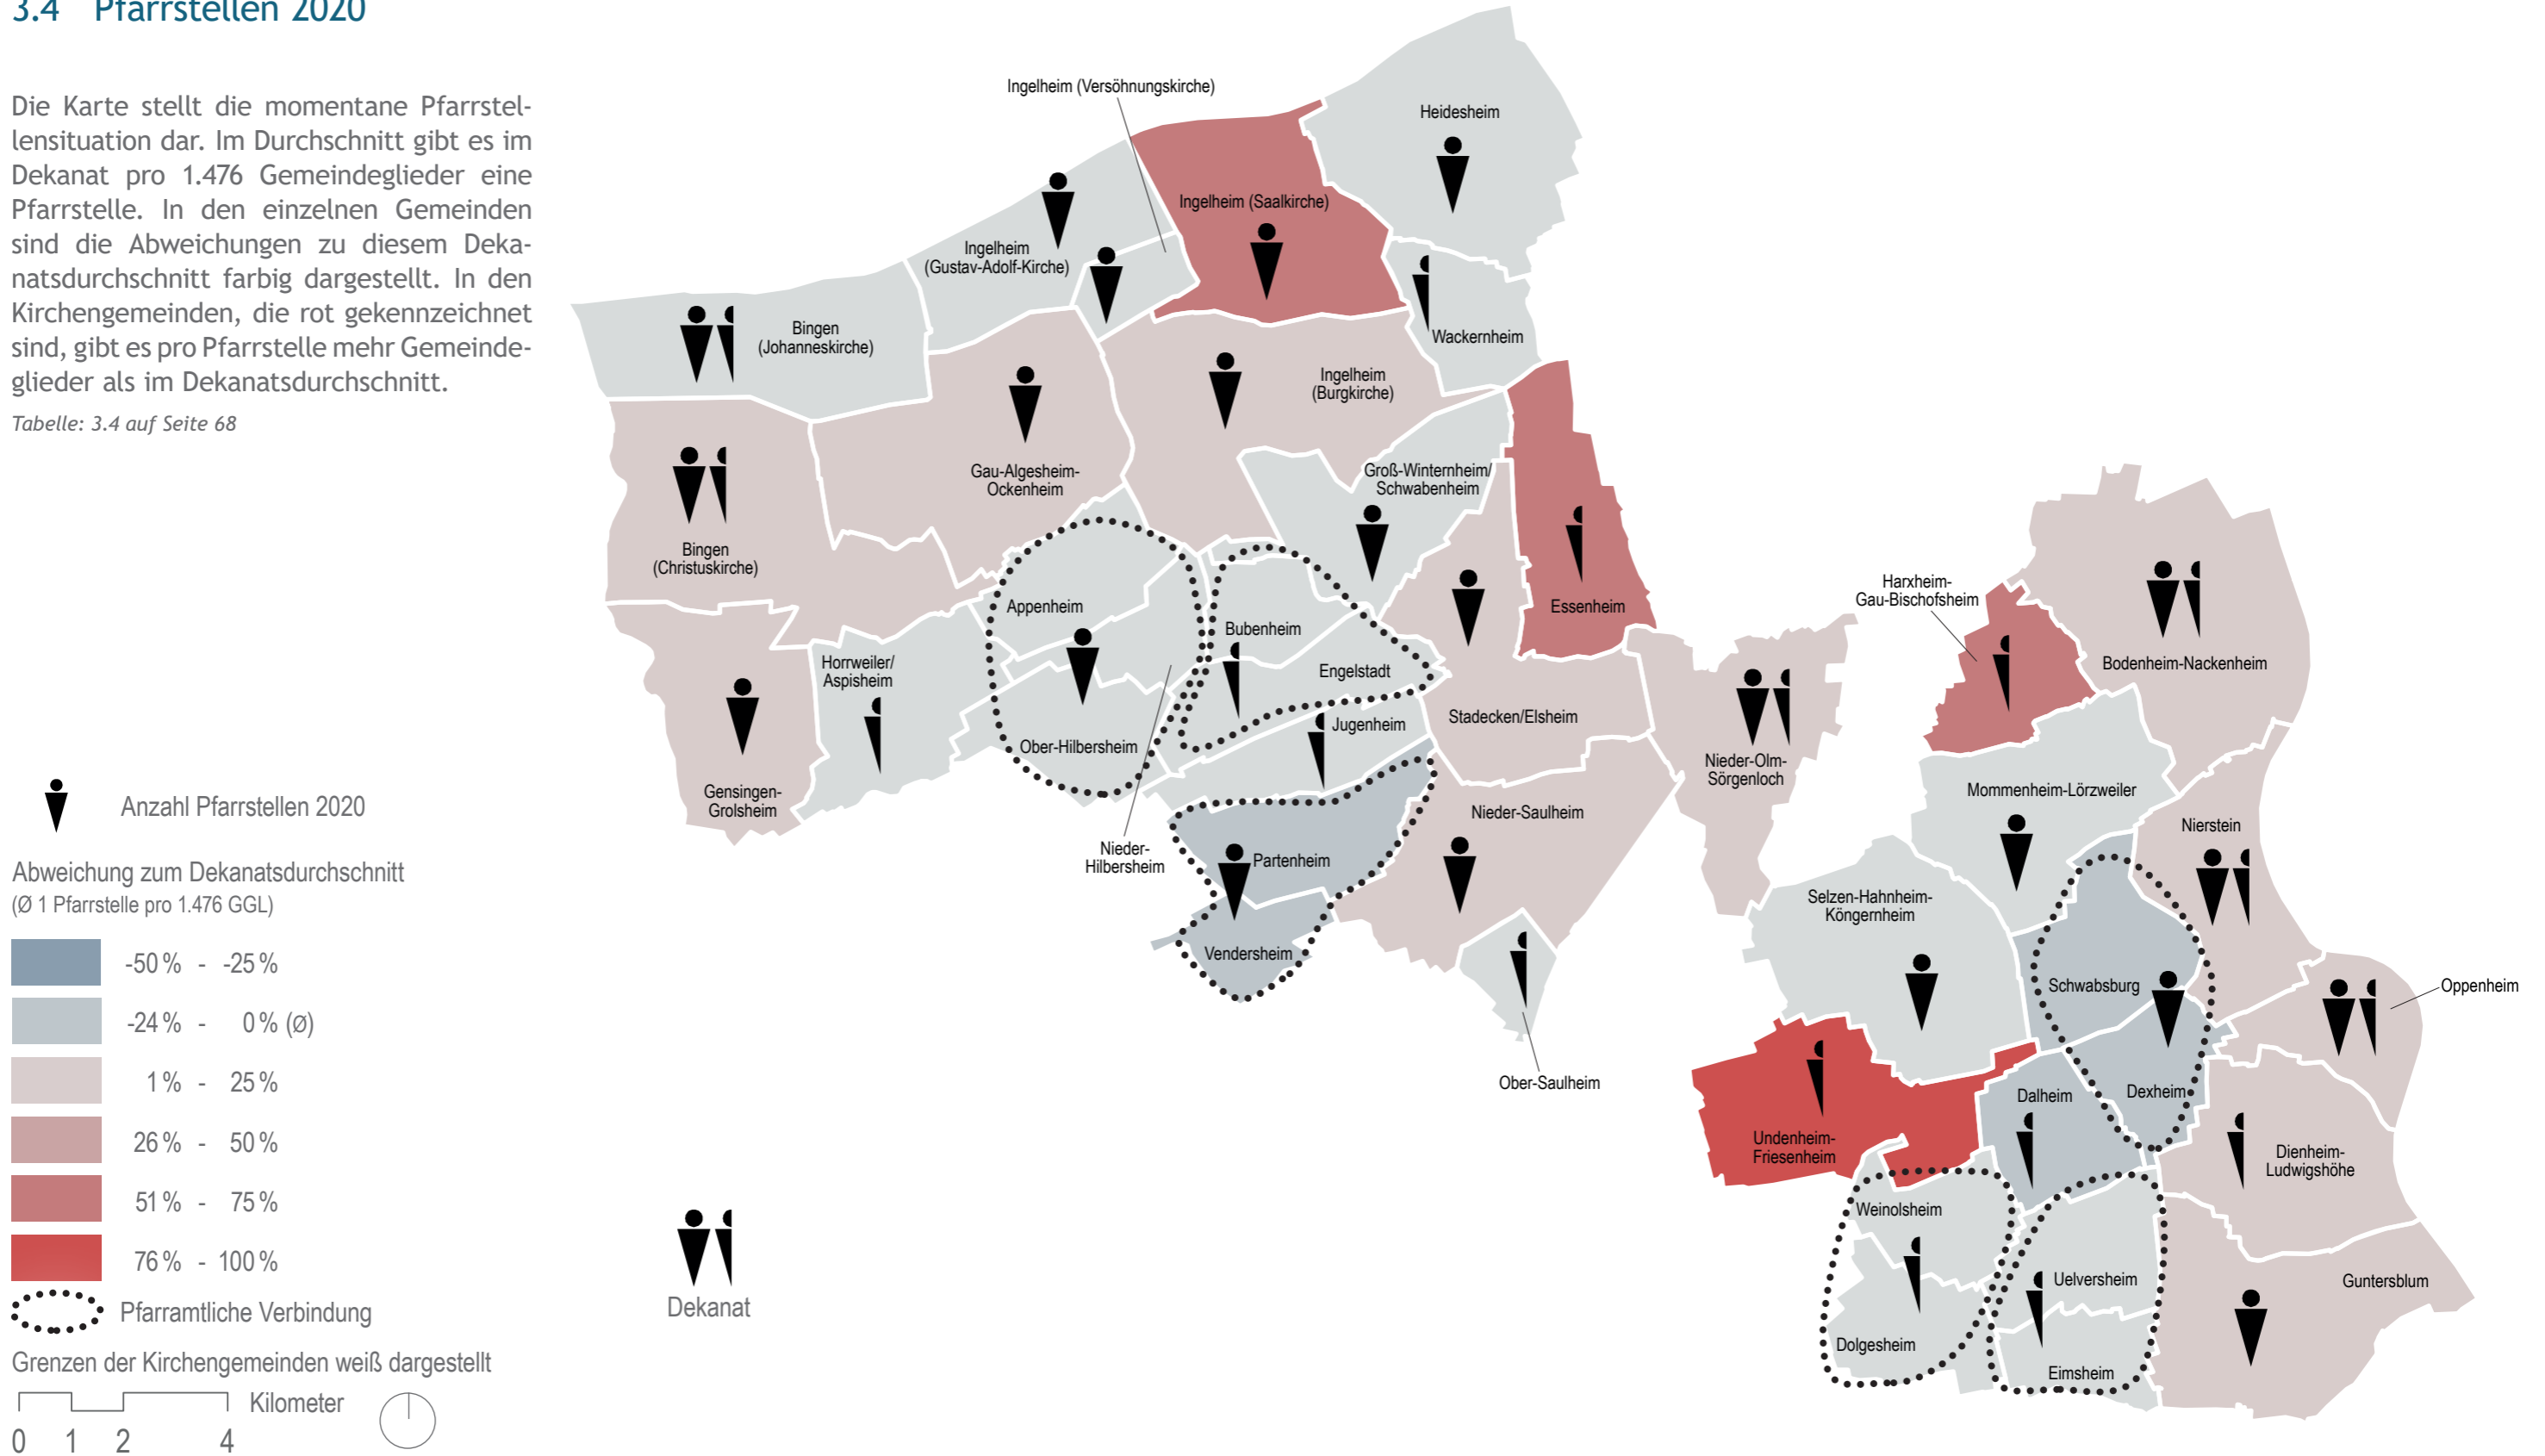 3.4 Pfarrstellen 2020
Die Karte stellt die momentane Pfarrstel-
lensituation dar. Im Durchschnitt gibt es im
Dekanat pro 1.476 Gemeindeglieder eine
Pfarrstelle. In den einzelnen Gemeinden
sind die Abweichungen zu diesem Deka-
natsdurchschnitt farbig dargestellt. In den
Kirchengemeinden, die rot gekennzeichnet
sind, gibt es pro Pfarrstelle mehr Gemeinde-
glieder als im Dekanatsdurchschnitt.
Tabelle: 3.4 auf Seite 68
Anzahl Pfarrstellen 2020
Abweichung zum Dekanatsdurchschnitt
(Ø 1 Pfarrstelle pro 1.476 GGL)
-50 % - -25 %
-24 % - 0 % (Ø)
1 % - 25 %
26 % - 50 %
51 % - 75 %
76 % - 100 %
Pfarramtliche Verbindung
Grenzen der Kirchengemeinden weiß dargestellt
Kilometer
0 1 2 4
Dekanat
Ingelheim (Versöhnungskirche)
Heidesheim
Ingelheim (Saalkirche)
Ingelheim
(Gustav-Adolf-Kirche)
Bingen
(Johanneskirche)
Wackernheim
Ingelheim
(Burgkirche)
Gau-Algesheim-
Ockenheim
Groß-Winternheim/
Schwabenheim
Bingen
(Christuskirche)
Appenheim
Essenheim
Bubenheim
Horrweiler/
Aspisheim
Engelstadt
Stadecken/Elsheim
Jugenheim
Ober-Hilbersheim
Gensingen-
Grolsheim
Nieder-
Hilbersheim
Nieder-Saulheim
Partenheim
Vendersheim
Ober-Saulheim
Nieder-Olm-
Sörgenloch
Harxheim-
Gau-Bischofsheim
Bodenheim-Nackenheim
Mommenheim-Lörzweiler
Nierstein
Selzen-Hahnheim-
Köngernheim
Schwabsburg
Oppenheim
Dalheim
Dexheim
Undenheim-
Friesenheim
Dienheim-
Ludwigshöhe
Weinolsheim
Uelversheim
Guntersblum
Dolgesheim
Eimsheim